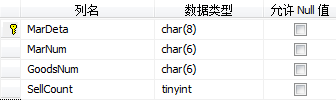 列名 数据类型 允许 Null 值
MarDeta char(8)
MarNum char(6)
GoodsNum char(6)
SellCount tinyint